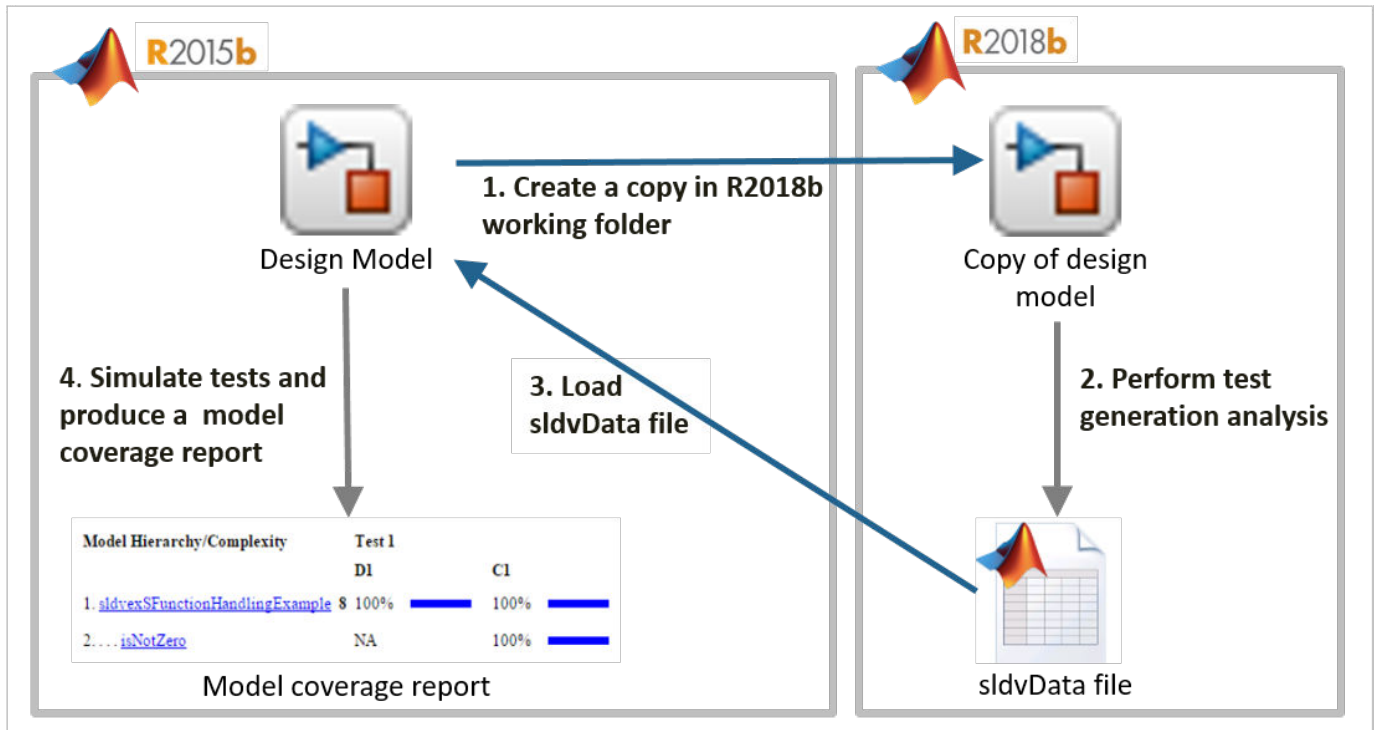 R2015b
R2018b
1. Create a copy in R2018b
working folder
Design Model
Copy of design
model
4. Simulate tests and
produce a model
coverage report
3. Load
sldvData file
2. Perform test
generation analysis
Model Hierarchy/Complexity Test 1
D1 C1
1. sldvexSFunctionHandlingExample 8 100% 100%
2. . . . isNotZero NA 100%
Model coverage report
sldvData file